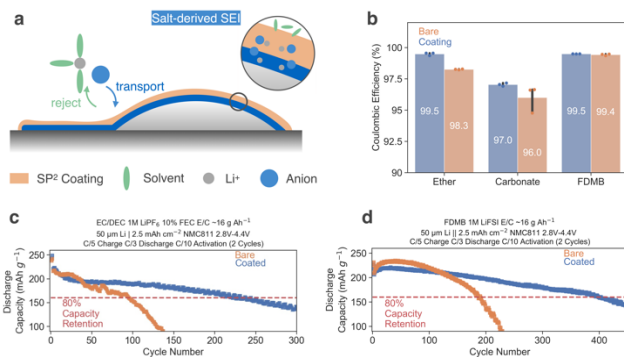 a
Salt-derived SEI
reject
transport
SP² Coating
Solvent
Li⁺
Anion
b
Bare
Coating
Coulombic Efficiency (%)
100
97.5
95
92.5
90
99.5
98.3
97.0
96.0
99.5
99.4
Ether
Carbonate
FDMB
c
EC/DEC 1M LiPF₆ 10% FEC E/C ~16 g Ah⁻¹
50 μm Li | 2.5 mAh cm⁻² NMC811 2.8V-4.4V
C/5 Charge C/3 Discharge C/10 Activation (2 Cycles)
Bare
Coated
Discharge
Capacity (mAh g⁻¹)
250
200
150
100
80%
Capacity
Retention
0
50
100
150
200
250
300
Cycle Number
d
FDMB 1M LiFSI E/C ~16 g Ah⁻¹
50 μm Li || 2.5 mAh cm⁻² NMC811 2.8V-4.4V
C/5 Charge C/3 Discharge C/10 Activation (2 Cycles)
Bare
Coated
Discharge
Capacity (mAh g⁻¹)
250
200
150
100
80%
Capacity
Retention
0
100
200
300
400
Cycle Number